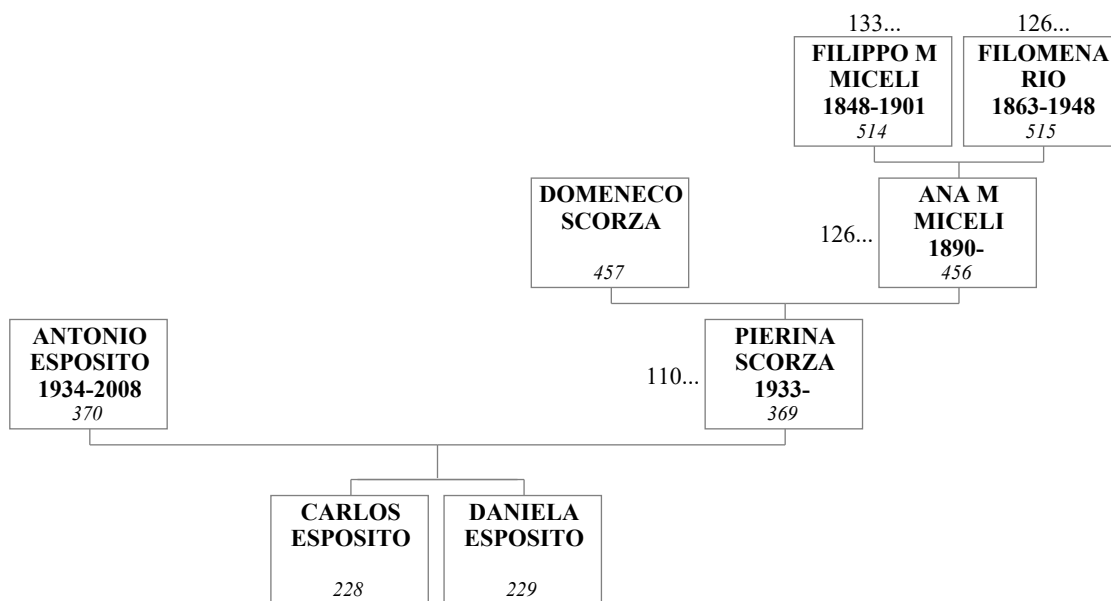 133...
126...
FILIPPO M
MICELI
1848-1901
514
FILOMENA
RIO
1863-1948
515
DOMENECO
SCORZA
457
126...
ANA M
MICELI
1890-
456
ANTONIO
ESPOSITO
1934-2008
370
110...
PIERINA
SCORZA
1933-
369
CARLOS
ESPOSITO
228
DANIELA
ESPOSITO
229